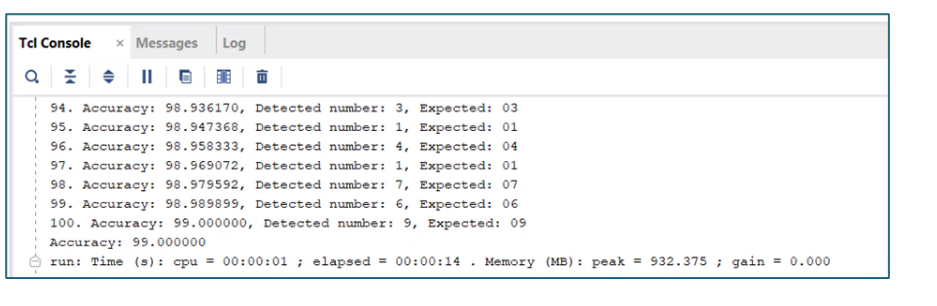 Tcl Console × Messages Log
94. Accuracy: 98.936170, Detected number: 3, Expected: 03
95. Accuracy: 98.947368, Detected number: 1, Expected: 01
96. Accuracy: 98.958333, Detected number: 4, Expected: 04
97. Accuracy: 98.969072, Detected number: 1, Expected: 01
98. Accuracy: 98.979592, Detected number: 7, Expected: 07
99. Accuracy: 98.989899, Detected number: 6, Expected: 06
100. Accuracy: 99.000000, Detected number: 9, Expected: 09
Accuracy: 99.000000
run: Time (s): cpu = 00:00:01 ; elapsed = 00:00:14 . Memory (MB): peak = 932.375 ; gain = 0.000